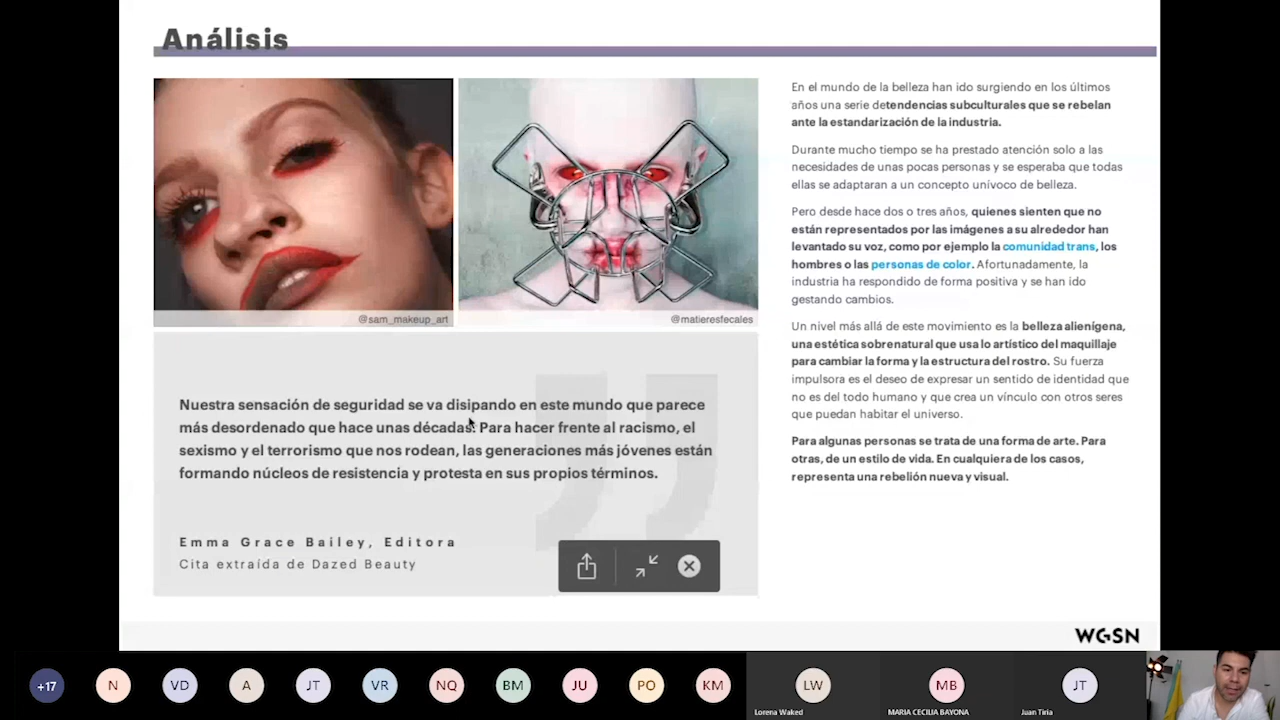 Análisis
@sam_makeup_art
@matieresfecales
Nuestra sensación de seguridad se va disipando en este mundo que parece
más desordenado que hace unas décadas. Para hacer frente al racismo, el
sexismo y el terrorismo que nos rodean, las generaciones más jóvenes están
formando núcleos de resistencia y protesta en sus propios términos.
Emma Grace Bailey, Editora
Cita extraída de Dazed Beauty
En el mundo de la belleza han ido surgiendo en los últimos
años una serie detendencias subculturales que se rebelan
ante la estandarización de la industria.
Durante mucho tiempo se ha prestado atención solo a las
necesidades de unas pocas personas y se esperaba que todas
ellas se adaptaran a un concepto unívoco de belleza.
Pero desde hace dos o tres años, quienes sienten que no
están representados por las imágenes a su alrededor han
levantado su voz, como por ejemplo la comunidad trans, los
hombres o las personas de color. Afortunadamente, la
industria ha respondido de forma positiva y se han ido
gestando cambios.
Un nivel más allá de este movimiento es la belleza alienígena,
una estética sobrenatural que usa lo artístico del maquillaje
para cambiar la forma y la estructura del rostro. Su fuerza
impulsora es el deseo de expresar un sentido de identidad que
no es del todo humano y que crea un vínculo con otros seres
que puedan habitar el universo.
Para algunas personas se trata de una forma de arte. Para
otras, de un estilo de vida. En cualquiera de los casos,
representa una rebelión nueva y visual.
WGSN
+17 N VD A JT VR NQ BM JU PO KM LW MB JT
Lorena Waked MARIA CECILIA BAYONA Juan Tiria